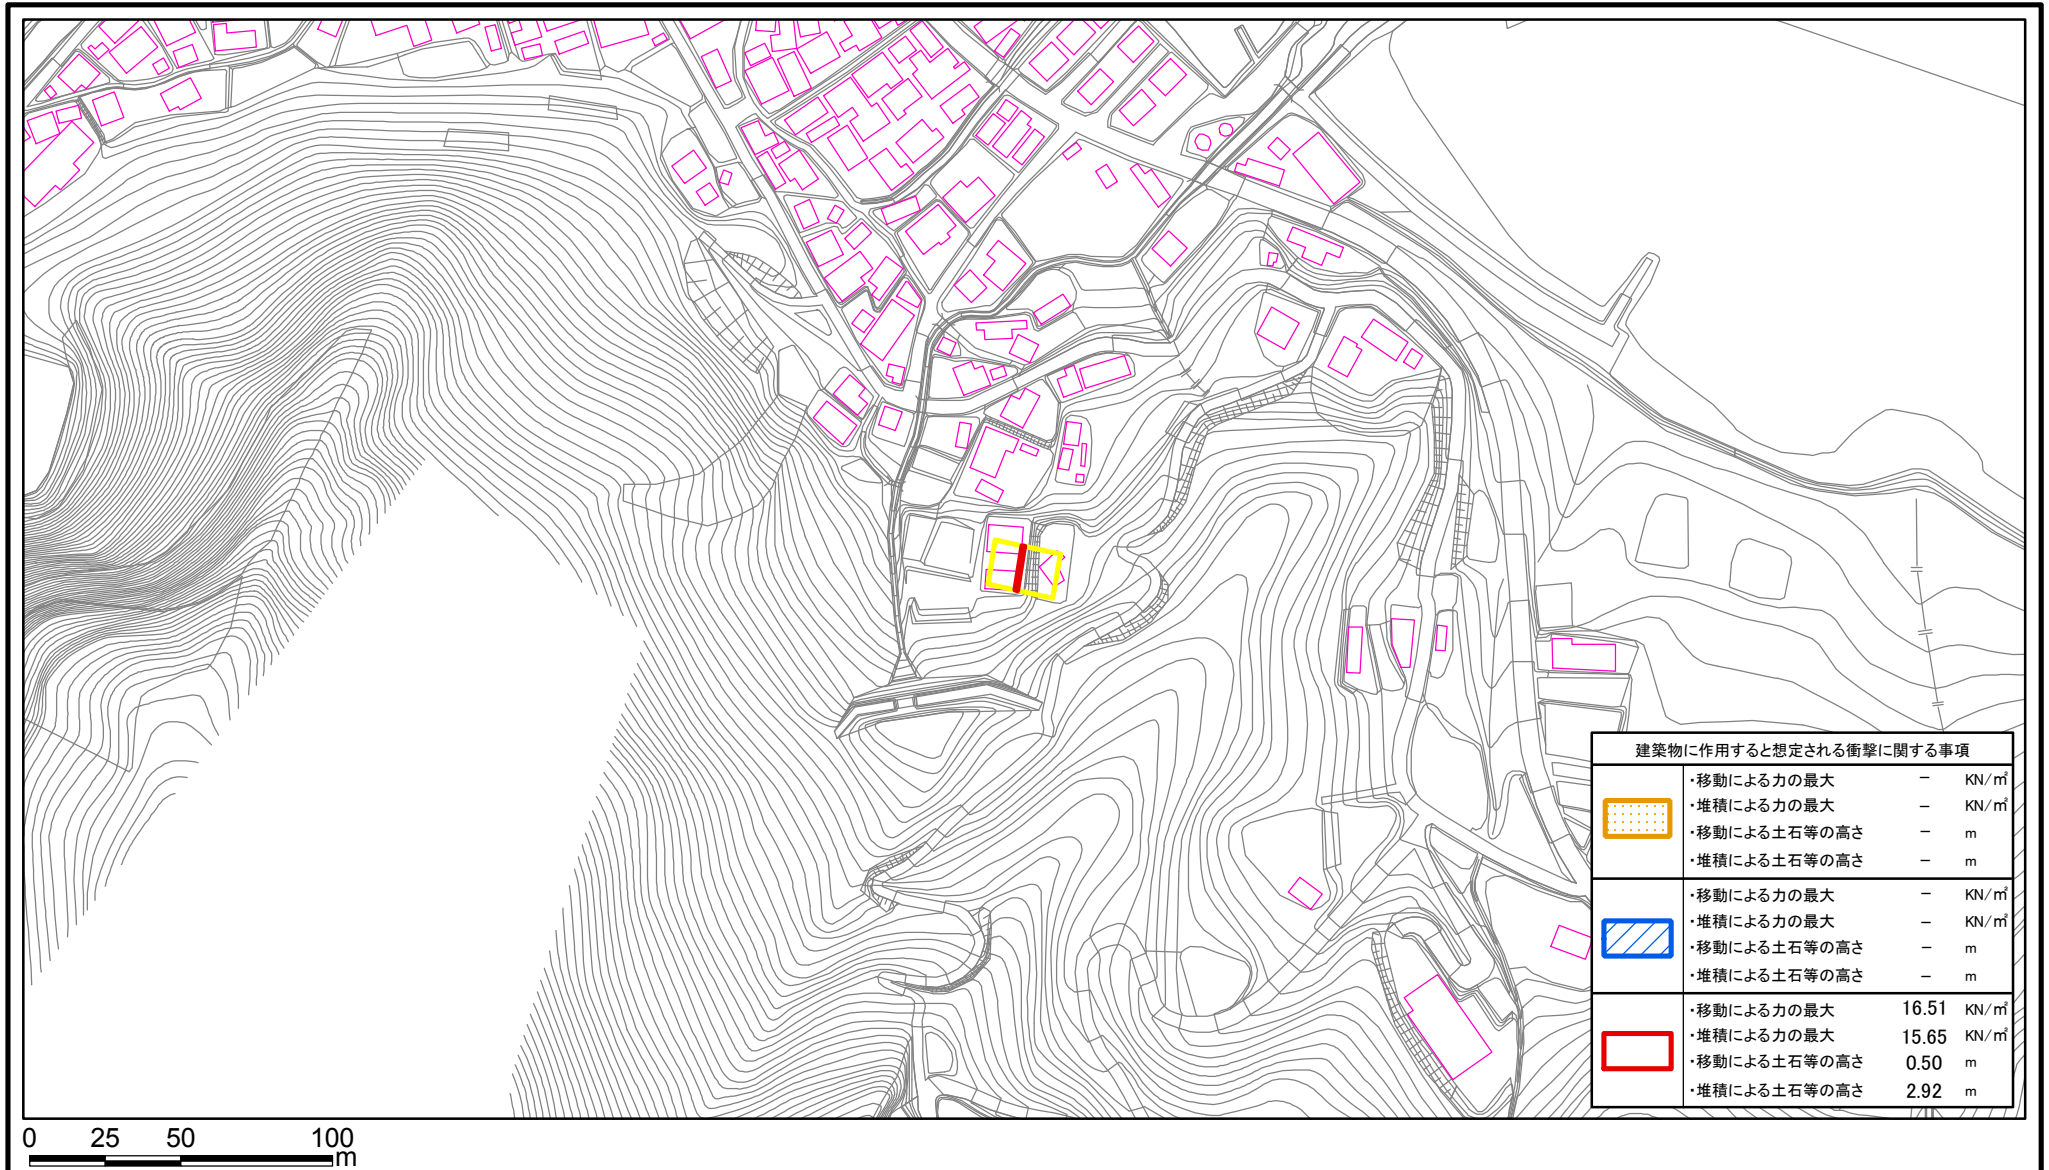 建築物に作用すると想定される衝撃に関する事項
・移動による力の最大 － KN/㎡
・堆積による力の最大 － KN/㎡
・移動による土石等の高さ － m
・堆積による土石等の高さ － m
・移動による力の最大 － KN/㎡
・堆積による力の最大 － KN/㎡
・移動による土石等の高さ － m
・堆積による土石等の高さ － m
・移動による力の最大 16.51 KN/㎡
・堆積による力の最大 15.65 KN/㎡
・移動による土石等の高さ 0.50 m
・堆積による土石等の高さ 2.92 m
0 25 50 100
m